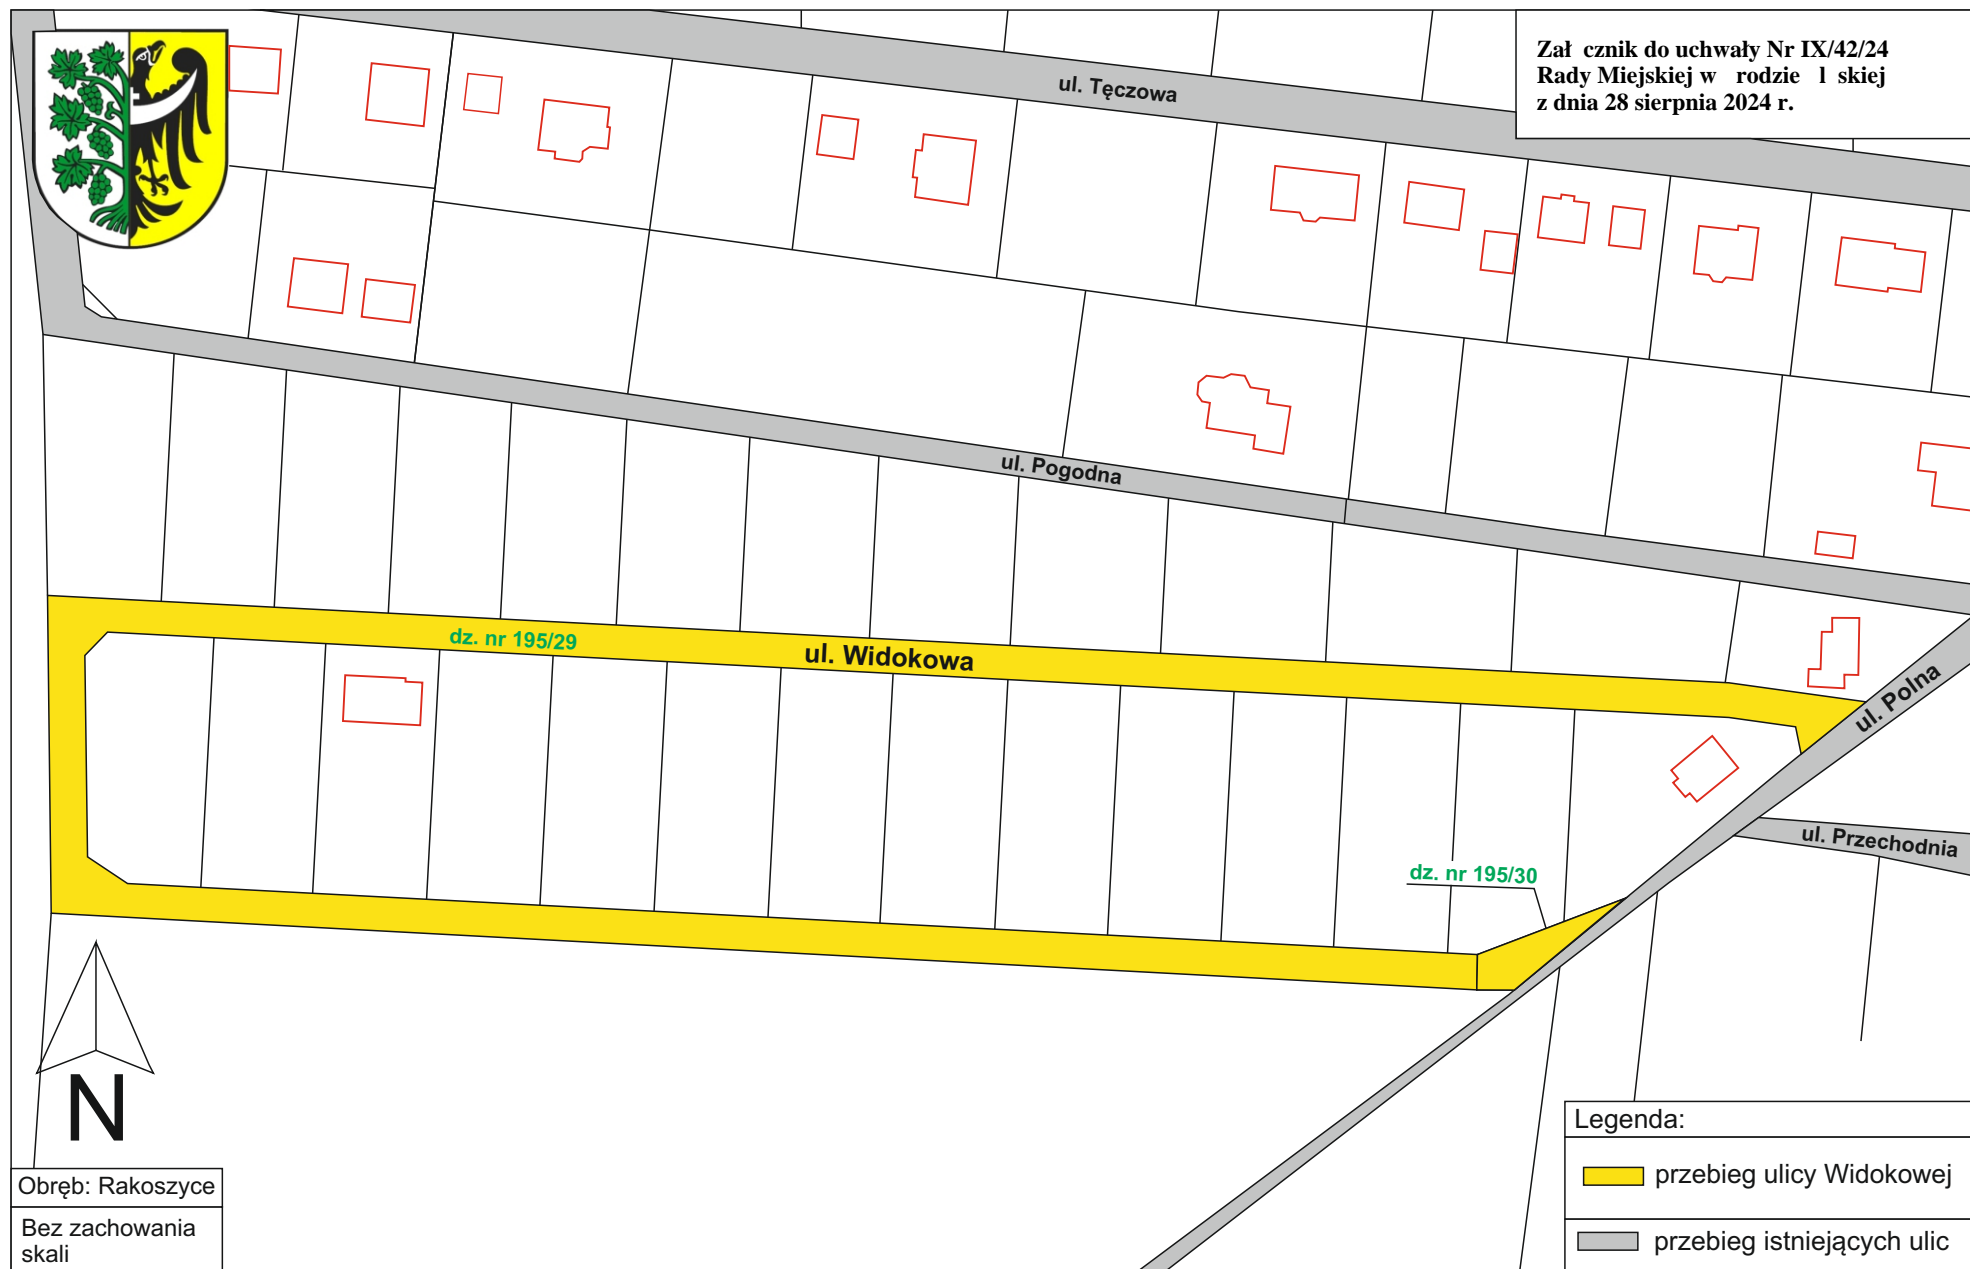 Zał cznik do uchwały Nr IX/42/24
Rady Miejskiej w rodzie l skiej
z dnia 28 sierpnia 2024 r.
ul. Tęczowa
ul. Pogodna
dz. nr 195/29
ul. Widokowa
ul. Polna
ul. Przechodnia
dz. nr 195/30
N
Obręb: Rakoszyce
Bez zachowania
skali
Legenda:
przebieg ulicy Widokowej
przebieg istniejących ulic